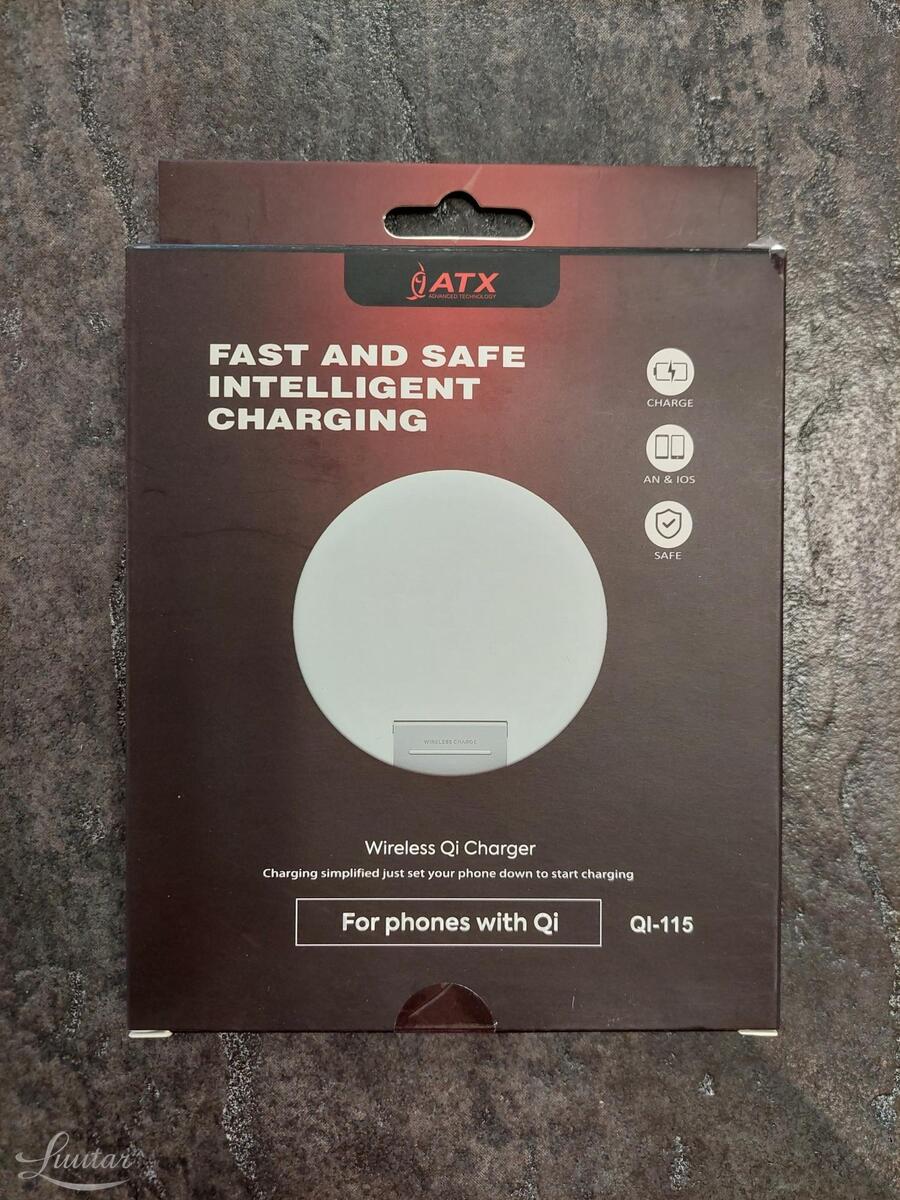 ATX
ADVANCED TECHNOLOGY
FAST AND SAFE
INTELLIGENT
CHARGING
CHARGE
AN & IOS
SAFE
WIRELESS CHARGE
Wireless Qi Charger
Charging simplified just set your phone down to start charging
For phones with Qi
QI-115
Luutar